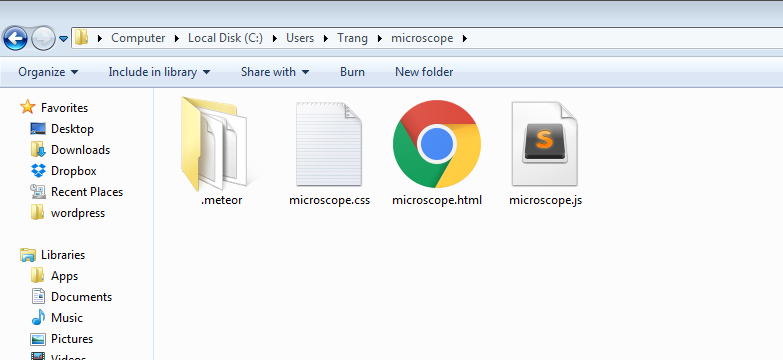 Computer Local Disk (C:) Users Trang microscope
Organize Include in library Share with Burn New folder
Favorites
Desktop
Downloads
Dropbox
Recent Places
wordpress
Libraries
Apps
Documents
Music
Pictures
Videos
.meteor microscope.css microscope.html microscope.js
S